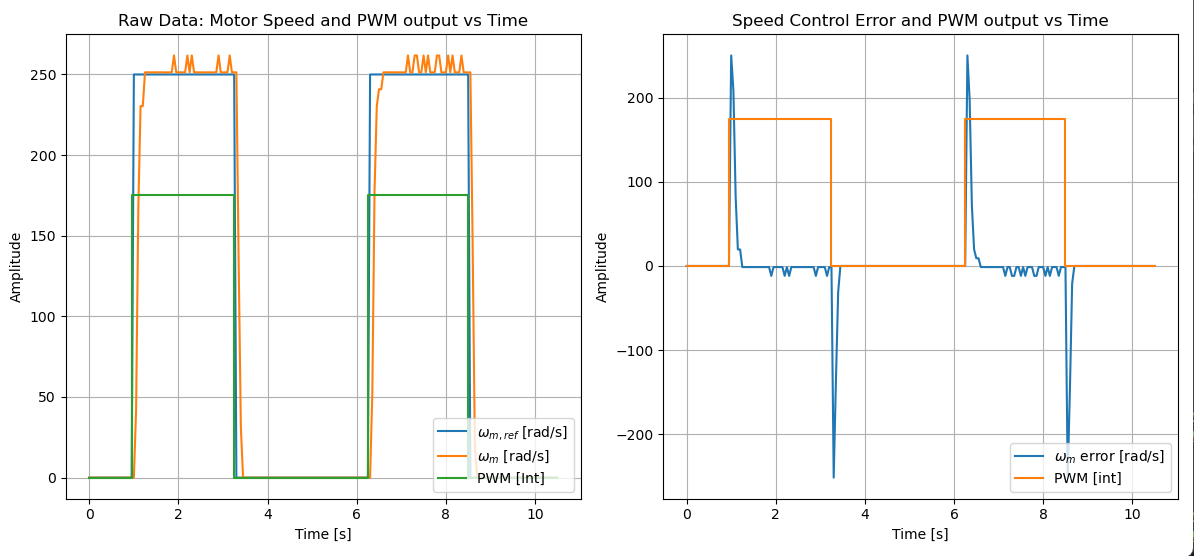 Raw Data: Motor Speed and PWM output vs Time
Amplitude
250
200
150
100
50
0
0 2 4 6 8 10
Time [s]
ω_{m, ref} [rad/s]
ω_m [rad/s]
PWM [Int]
Speed Control Error and PWM output vs Time
Amplitude
200
100
0
−100
−200
0 2 4 6 8 10
Time [s]
ω_m error [rad/s]
PWM [int]